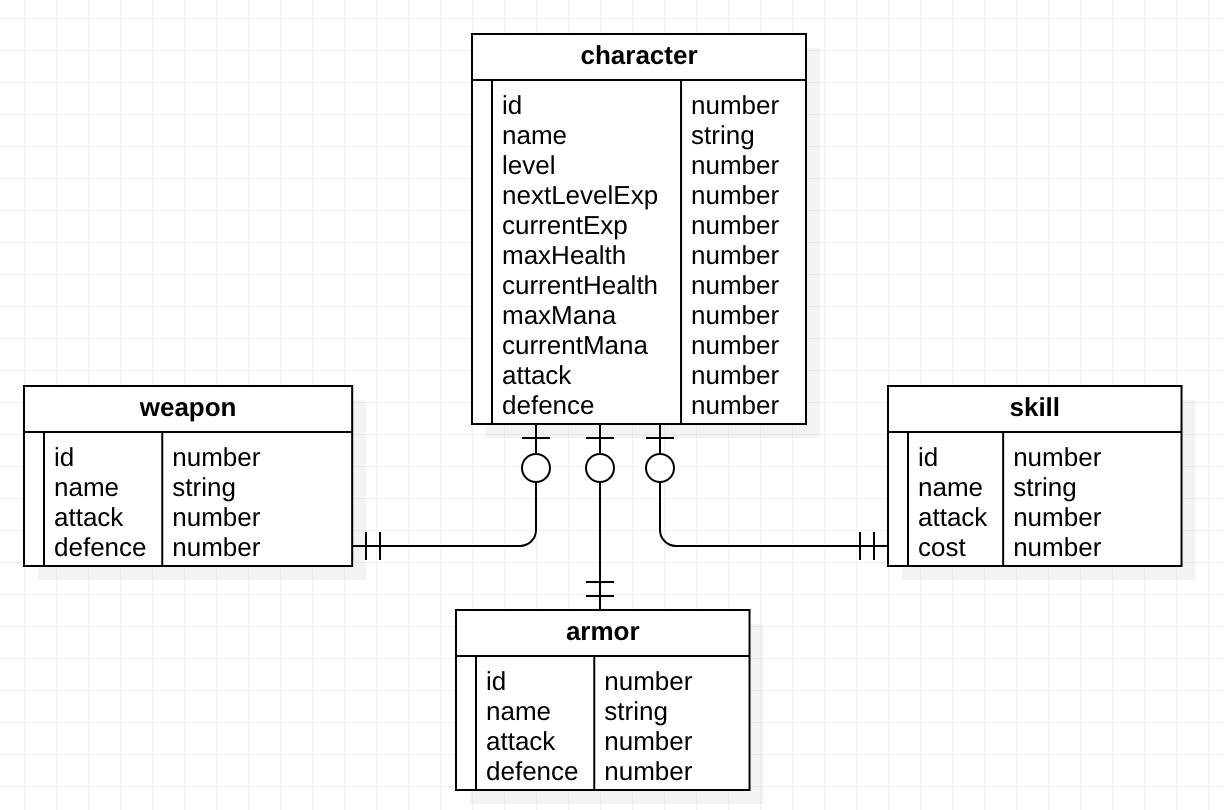 character
id number
name string
level number
nextLevelExp number
currentExp number
maxHealth number
currentHealth number
maxMana number
currentMana number
attack number
defence number
weapon
id number
name string
attack number
defence number
skill
id number
name string
attack number
cost number
armor
id number
name string
attack number
defence number